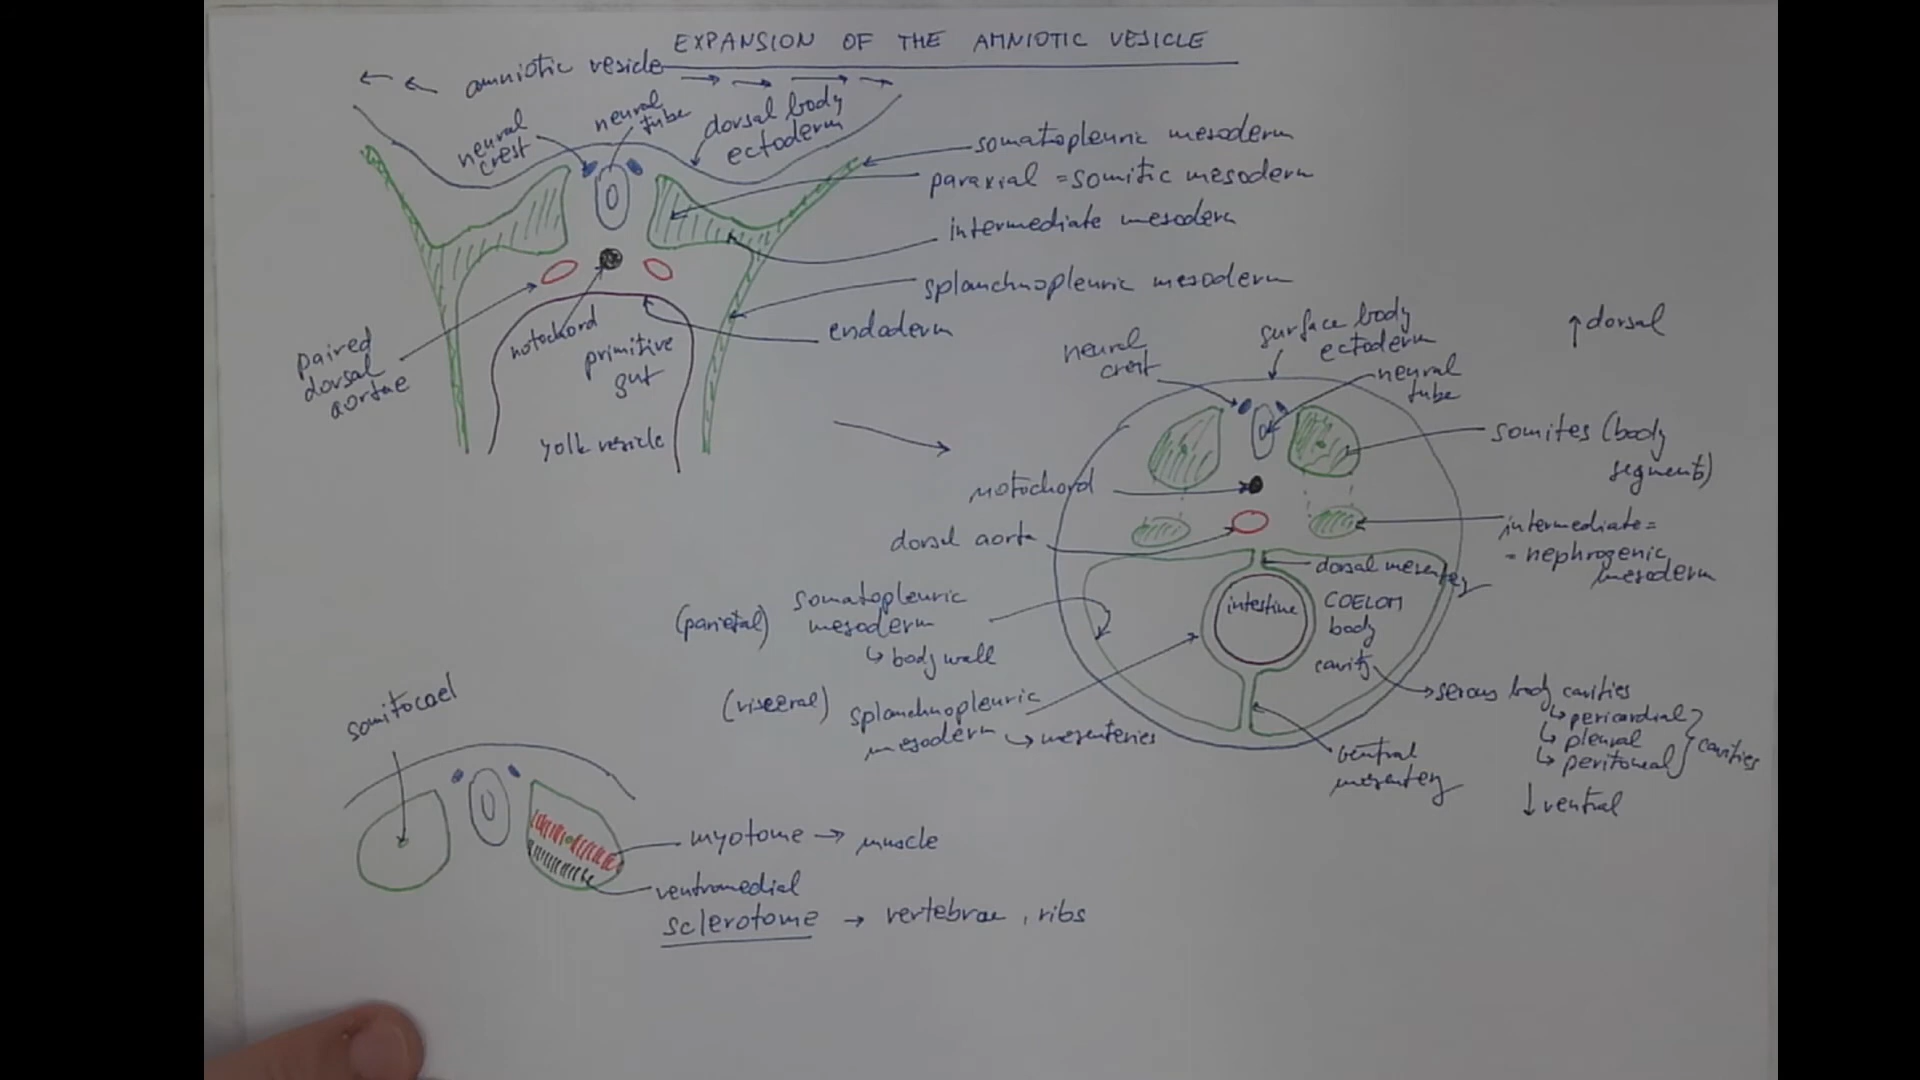 EXPANSION OF THE AMNIOTIC VESICLE
← ← amniotic vesicle → → → →
neural
crest
neural
tube
dorsal body
ectoderm
somatopleuric mesoderm
paraxial = somitic mesoderm
intermediate mesoderm
splanchnopleuric mesoderm
endoderm
paired
dorsal
aortae
notochord
primitive
gut
yolk vesicle
↑ dorsal
neural
crest
surface body
ectoderm
neural
tube
somites (body
segments)
notochord
dorsal aorta
intermediate =
= nephrogenic
mesoderm
dorsal mesentery
intestine
COELOM
body
cavity
(parietal) somatopleuric
mesoderm
↳ body wall
(visceral) splanchnopleuric
mesoderm ↳ mesenteries
→ serous body cavities
↳ pericardial
↳ pleural
↳ peritoneal
cavities
ventral
mesentery
↓ ventral
somitocoel
myotome → muscle
ventromedial
sclerotome → vertebrae, ribs